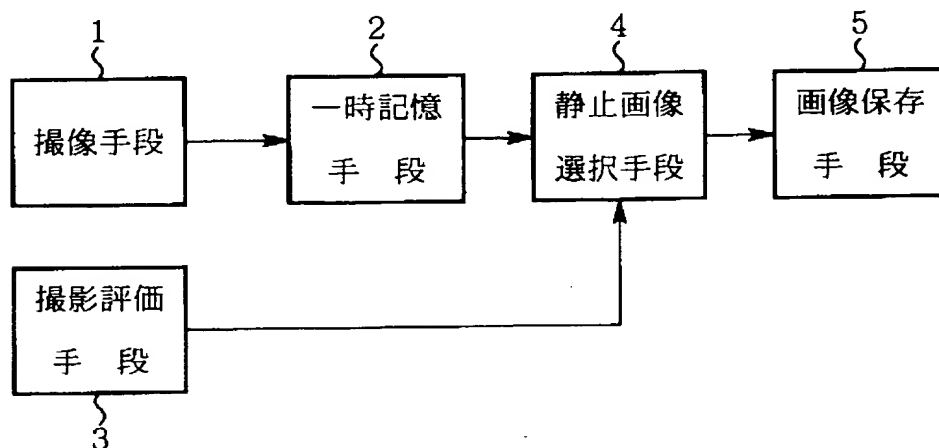 1
撮像手段
2
一時記憶
手　段
4
静止画像
選択手段
5
画像保存
手　段
撮影評価
手　段
3